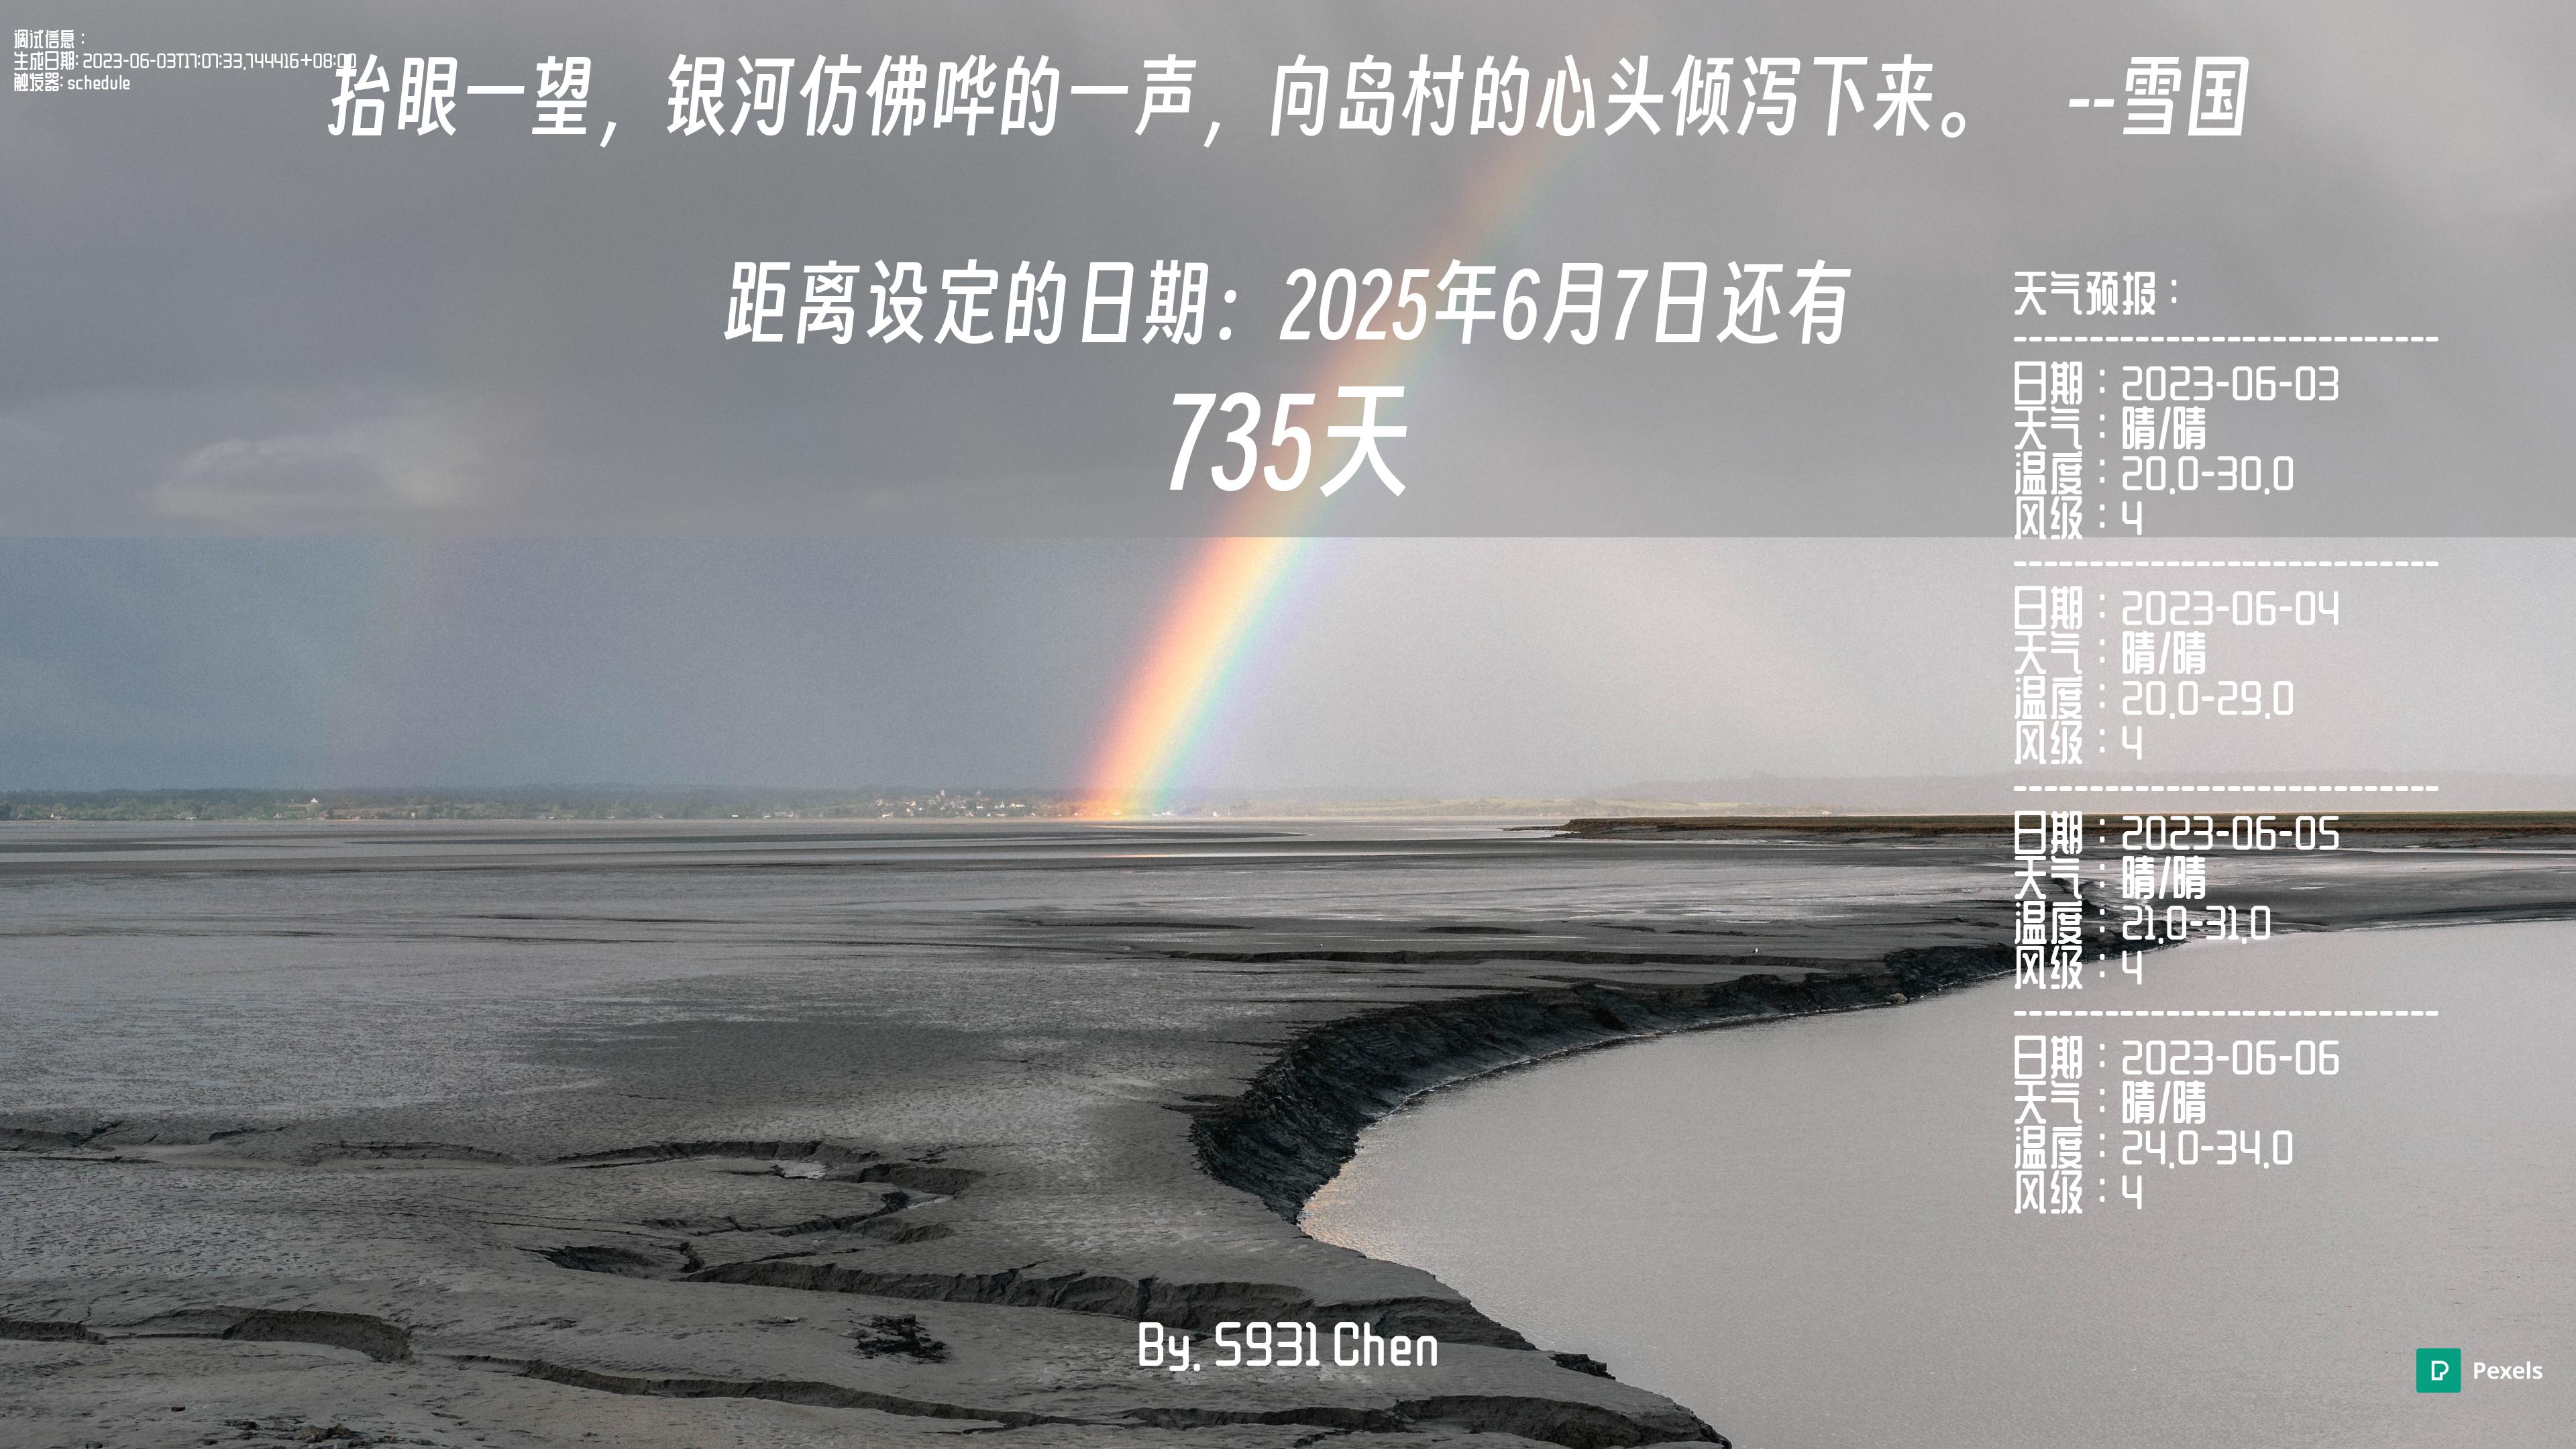 调试信息：
生成日期: 2023-06-03T17:07:33.744416+08:00
触发器: schedule
抬眼一望，银河仿佛哗的一声，向岛村的心头倾泻下来。 --雪国
距离设定的日期：2025年6月7日还有
735天
天气预报：
----------------------------
日期：2023-06-03
天气：晴/晴
温度：20.0-30.0
风级：4
----------------------------
日期：2023-06-04
天气：晴/晴
温度：20.0-29.0
风级：4
----------------------------
日期：2023-06-05
天气：晴/晴
温度：21.0-31.0
风级：4
----------------------------
日期：2023-06-06
天气：晴/晴
温度：24.0-34.0
风级：4
By. 5931 Chen
Pexels